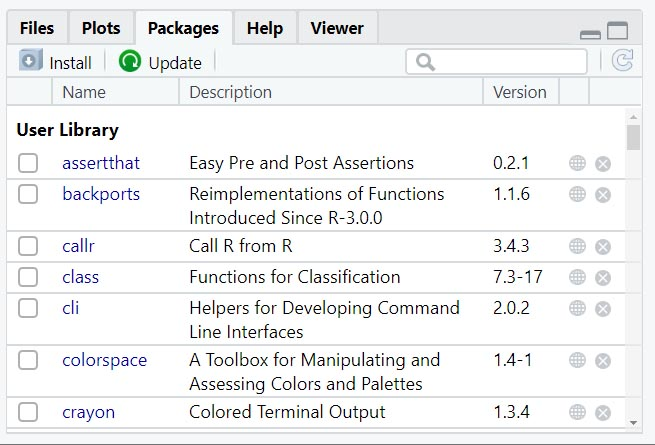 Files Plots Packages Help Viewer
Install Update
Name Description Version
User Library
assertthat Easy Pre and Post Assertions 0.2.1
backports Reimplementations of Functions 1.1.6
Introduced Since R-3.0.0
callr Call R from R 3.4.3
class Functions for Classification 7.3-17
cli Helpers for Developing Command 2.0.2
Line Interfaces
colorspace A Toolbox for Manipulating and 1.4-1
Assessing Colors and Palettes
crayon Colored Terminal Output 1.3.4